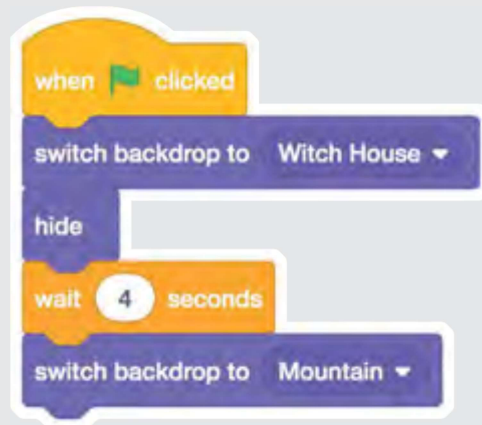 when clicked
switch backdrop to Witch House
hide
wait 4 seconds
switch backdrop to Mountain